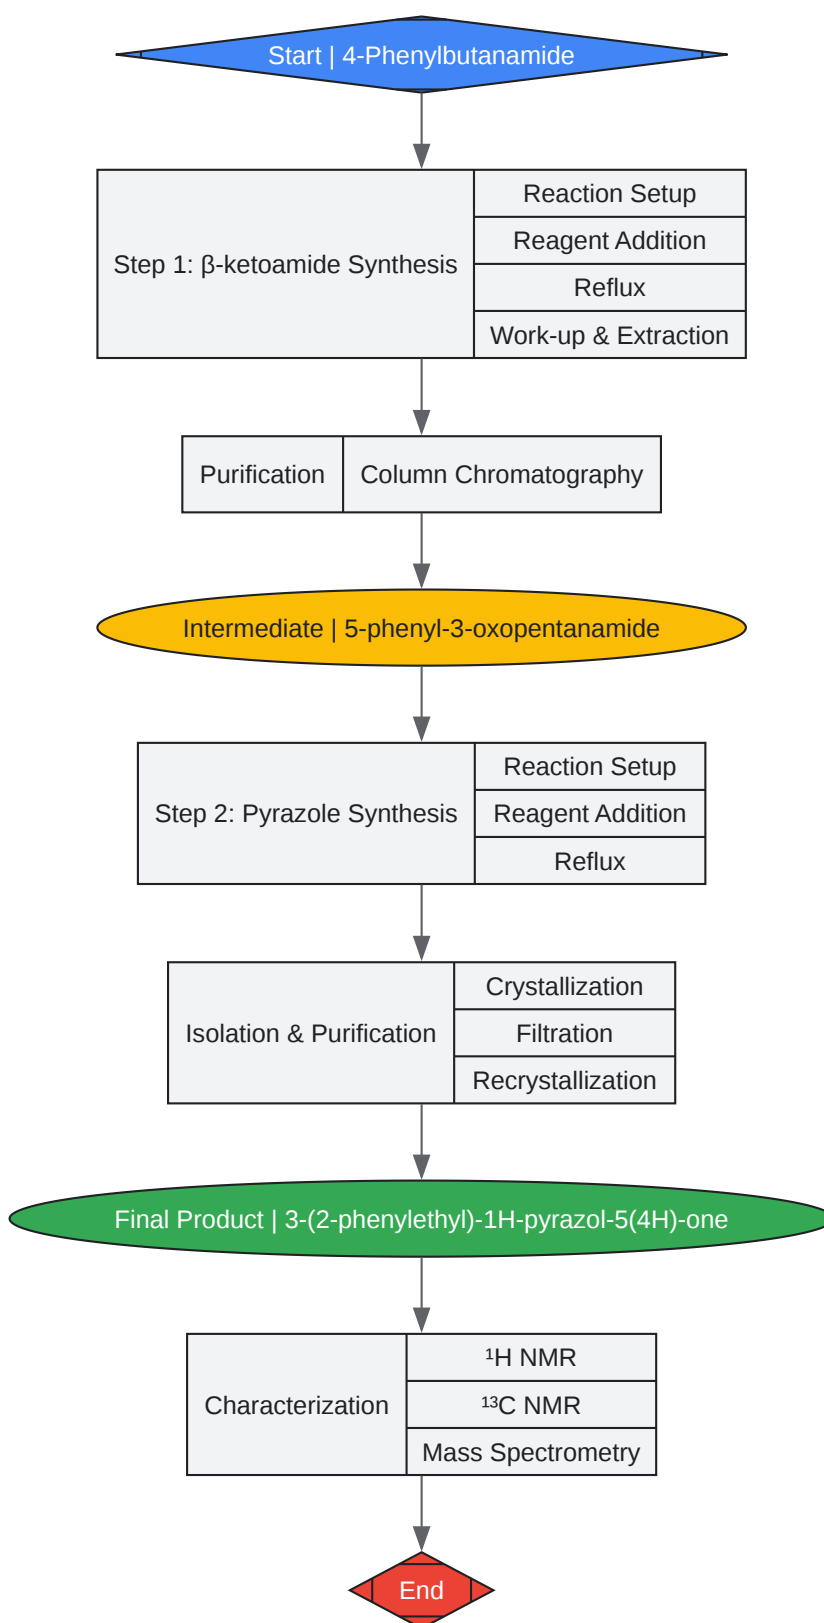 Start | 4-Phenylbutanamide
Step 1: β-ketoamide Synthesis
Reaction Setup
Reagent Addition
Reflux
Work-up & Extraction
Purification
Column Chromatography
Intermediate | 5-phenyl-3-oxopentanamide
Step 2: Pyrazole Synthesis
Reaction Setup
Reagent Addition
Reflux
Isolation & Purification
Crystallization
Filtration
Recrystallization
Final Product | 3-(2-phenylethyl)-1H-pyrazol-5(4H)-one
Characterization
¹H NMR
¹³C NMR
Mass Spectrometry
End